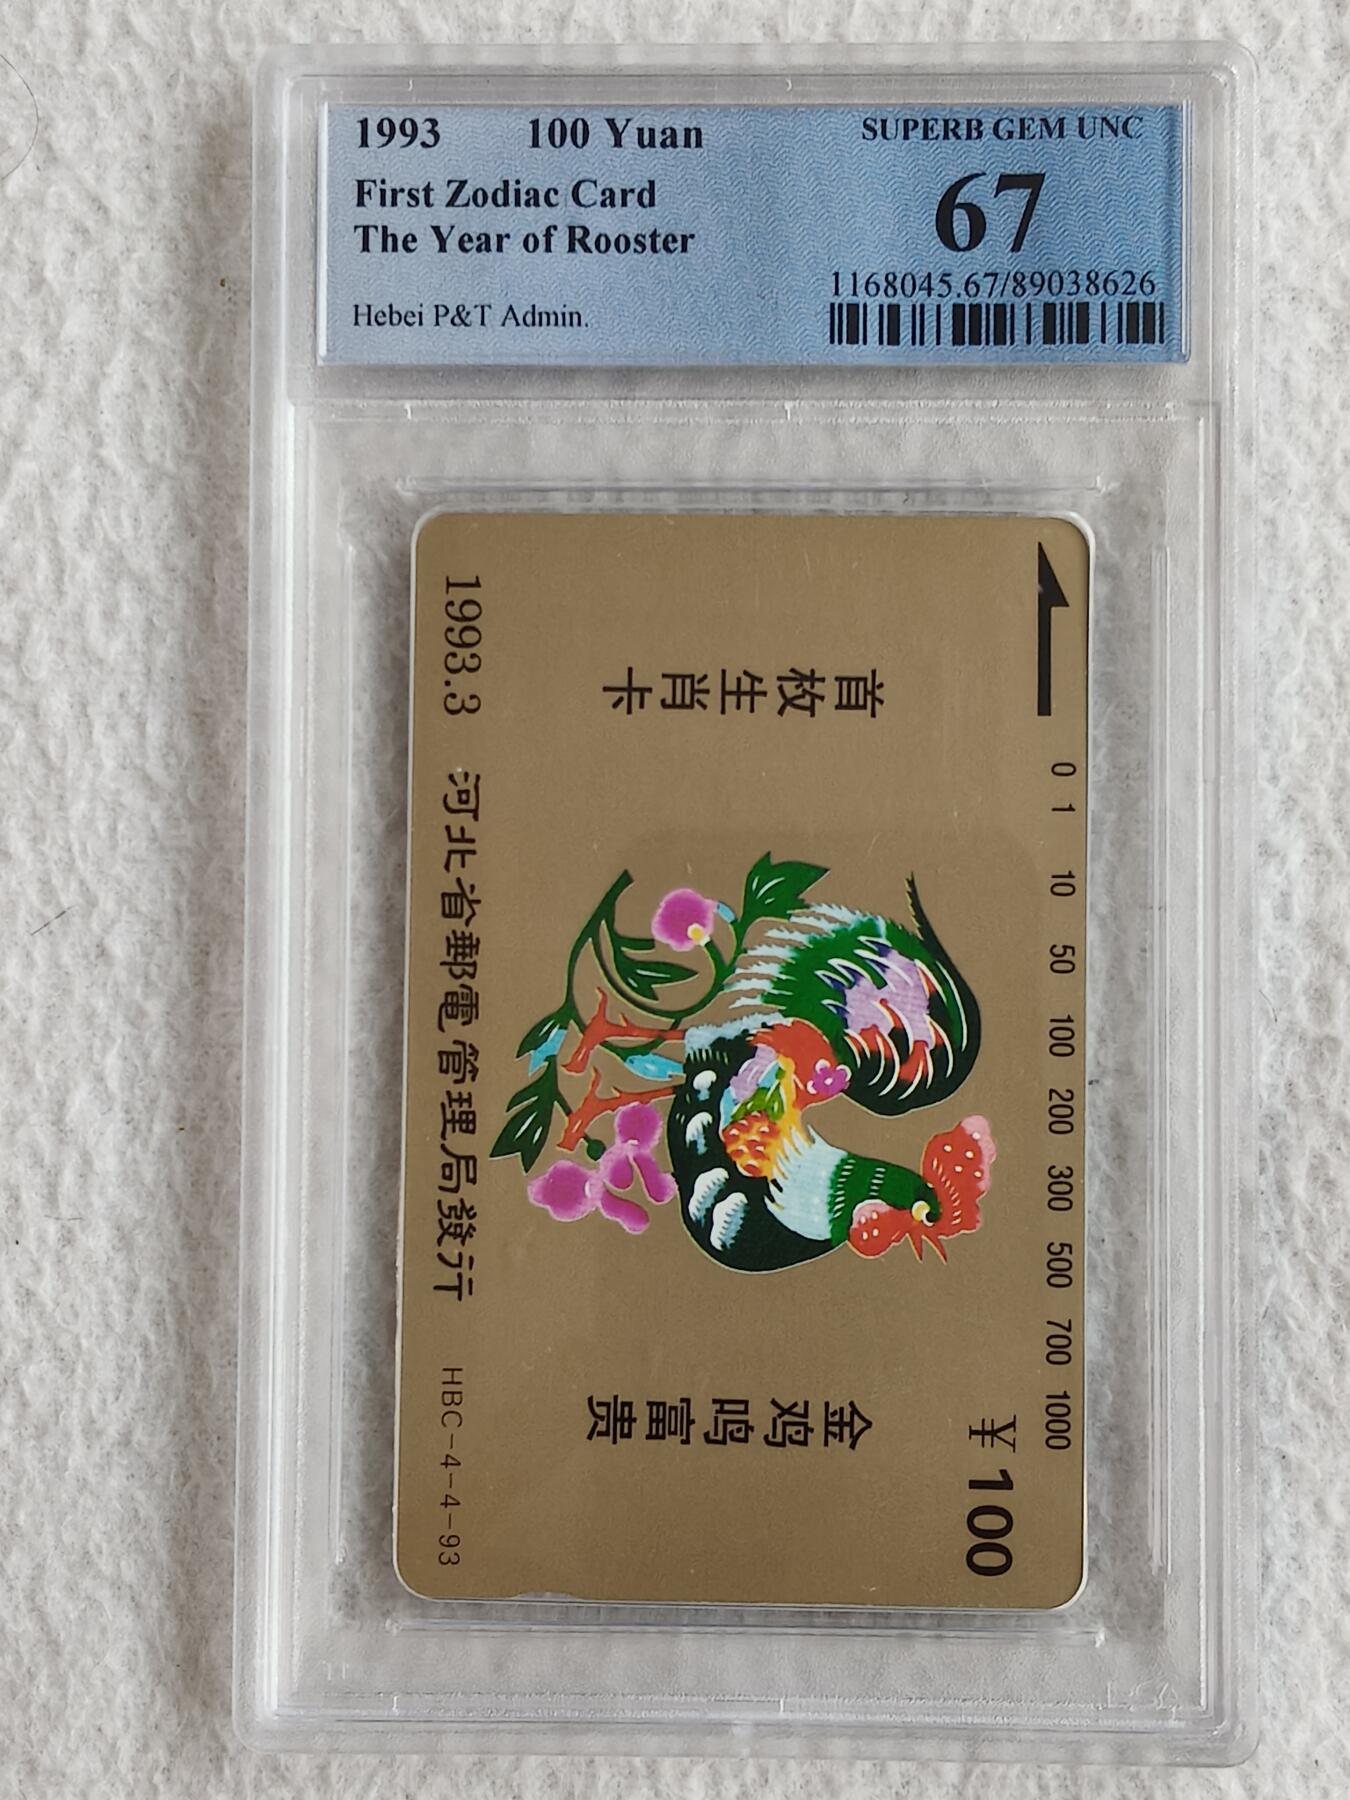 1993 100 Yuan
First Zodiac Card
The Year of Rooster
Hebei P&T Admin.
SUPERB GEM UNC
67
1168045.67/89038626
0 1 10 50 100 200 300 500 700 1000
¥100
首枚生肖卡
金鸡鸣富贵
1993.3 河北省郵電管理局發行 HBC-4-4-93